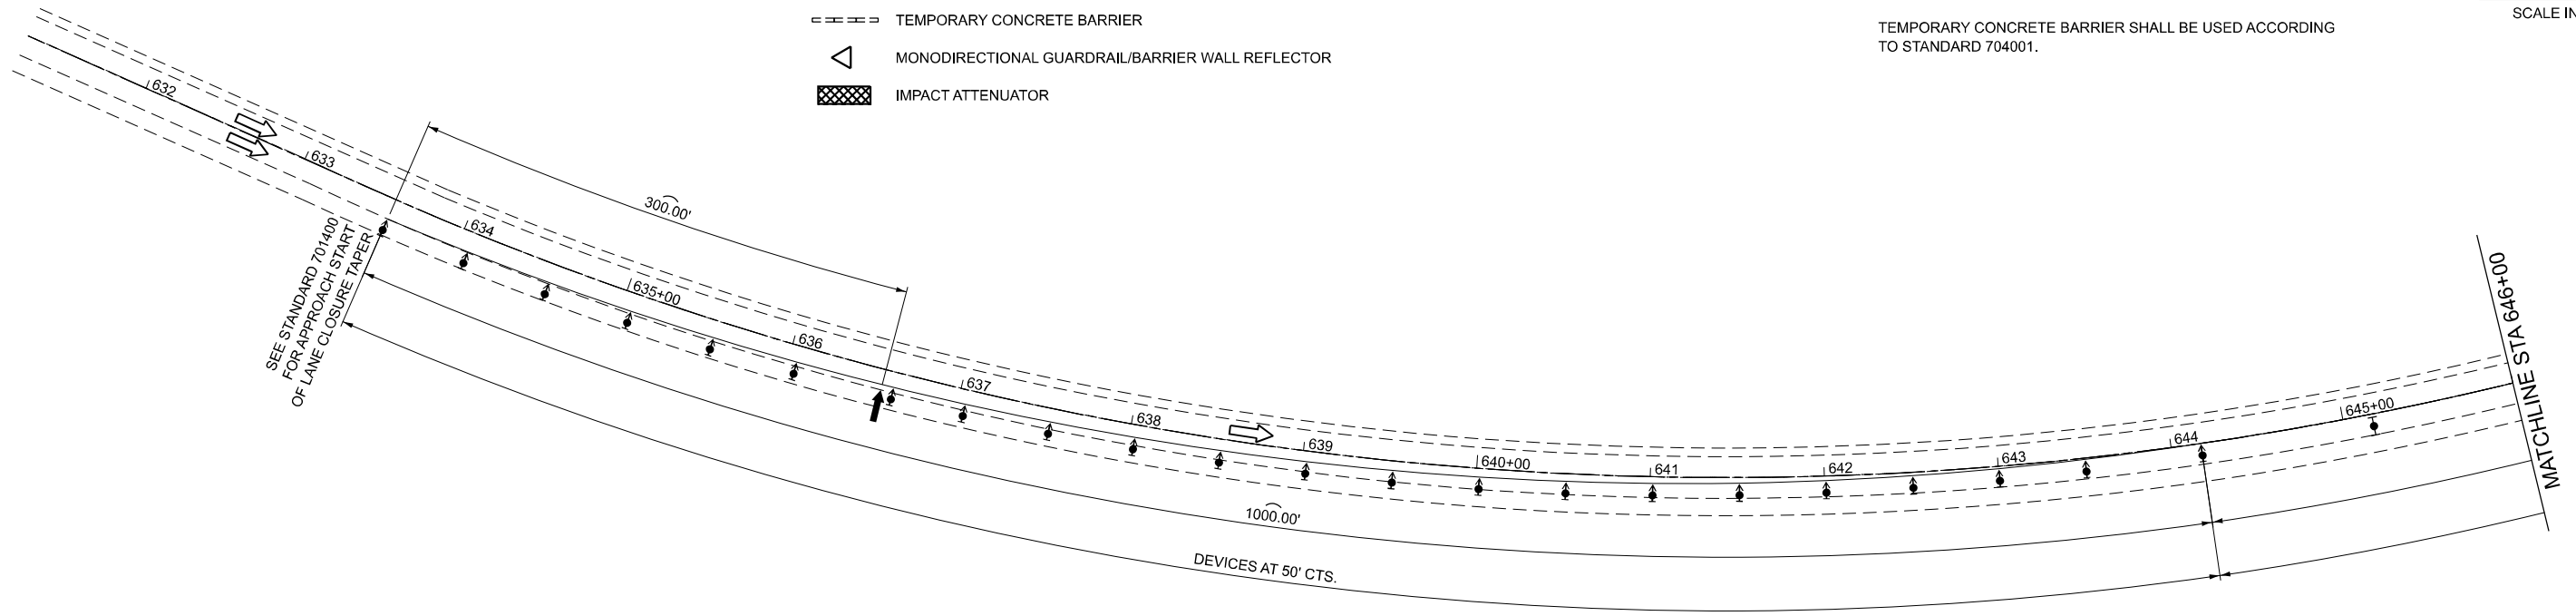 TEMPORARY CONCRETE BARRIER
MONODIRECTIONAL GUARDRAIL/BARRIER WALL REFLECTOR
IMPACT ATTENUATOR
TEMPORARY CONCRETE BARRIER SHALL BE USED ACCORDING
TO STANDARD 704001.
SCALE IN
632
633
634
635+00
636
637
638
639
640+00
641
642
643
644
645+00
300.00'
SEE STANDARD 701400
FOR APPROACH START
OF LANE CLOSURE TAPER
1000.00'
DEVICES AT 50' CTS.
MATCHLINE STA 646+00